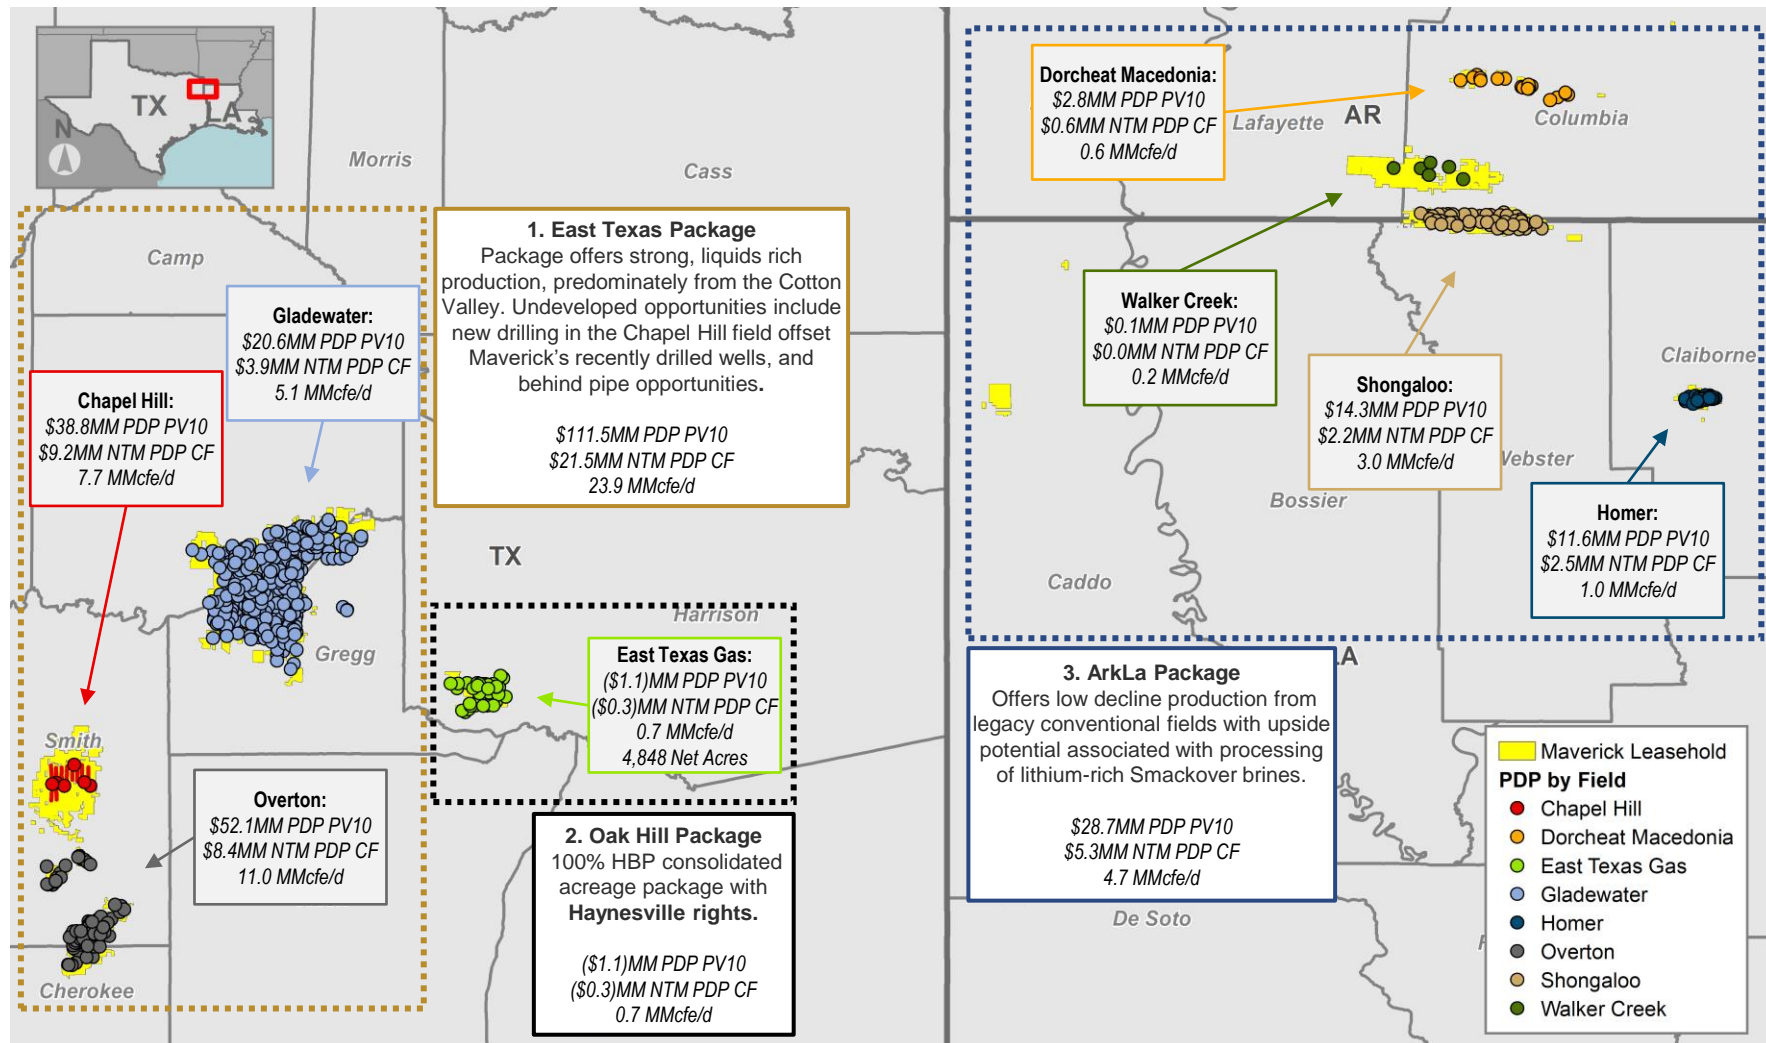 TX
LA
N
Morris
Cass
Camp
1. East Texas Package
Package offers strong, liquids rich
production, predominately from the Cotton
Valley. Undeveloped opportunities include
new drilling in the Chapel Hill field offset
Maverick's recently drilled wells, and
behind pipe opportunities.
$111.5MM PDP PV10
$21.5MM NTM PDP CF
23.9 MMcfe/d
Gladewater:
$20.6MM PDP PV10
$3.9MM NTM PDP CF
5.1 MMcfe/d
Chapel Hill:
$38.8MM PDP PV10
$9.2MM NTM PDP CF
7.7 MMcfe/d
TX
Gregg
Harrison
Smith
East Texas Gas:
($1.1)MM PDP PV10
($0.3)MM NTM PDP CF
0.7 MMcfe/d
4,848 Net Acres
Overton:
$52.1MM PDP PV10
$8.4MM NTM PDP CF
11.0 MMcfe/d
Cherokee
2. Oak Hill Package
100% HBP consolidated
acreage package with
Haynesville rights.
($1.1)MM PDP PV10
($0.3)MM NTM PDP CF
0.7 MMcfe/d
Dorcheat Macedonia:
$2.8MM PDP PV10
$0.6MM NTM PDP CF
0.6 MMcfe/d
Lafayette
AR
Columbia
Walker Creek:
$0.1MM PDP PV10
$0.0MM NTM PDP CF
0.2 MMcfe/d
Shongaloo:
$14.3MM PDP PV10
$2.2MM NTM PDP CF
3.0 MMcfe/d
Claiborne
Webster
Bossier
Homer:
$11.6MM PDP PV10
$2.5MM NTM PDP CF
1.0 MMcfe/d
Caddo
LA
3. ArkLa Package
Offers low decline production from
legacy conventional fields with upside
potential associated with processing
of lithium-rich Smackover brines.
$28.7MM PDP PV10
$5.3MM NTM PDP CF
4.7 MMcfe/d
De Soto
Maverick Leasehold
PDP by Field
Chapel Hill
Dorcheat Macedonia
East Texas Gas
Gladewater
Homer
Overton
Shongaloo
Walker Creek